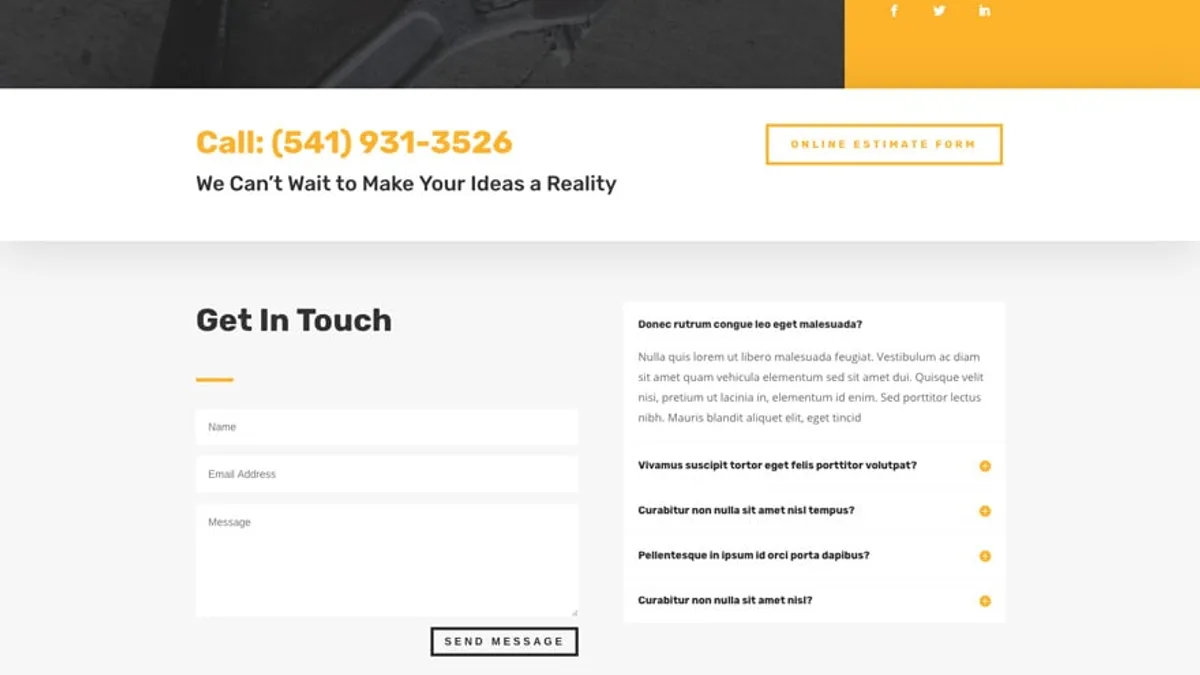 Call: (541) 931-3526
ONLINE ESTIMATE FORM
We Can't Wait to Make Your Ideas a Reality
Get In Touch
Name
Email Address
Message
SEND MESSAGE
Donec rutrum congue leo eget malesuada?
Nulla quis lorem ut libero malesuada feugiat. Vestibulum ac diam
sit amet quam vehicula elementum sed sit amet dui. Quisque velit
nisi, pretium ut lacinia in, elementum id enim. Sed porttitor lectus
nibh. Mauris blandit aliquet elit, eget tincid
Vivamus suscipit tortor eget felis porttitor volutpat?
Curabitur non nulla sit amet nisl tempus?
Pellentesque in ipsum id orci porta dapibus?
Curabitur non nulla sit amet nisl?